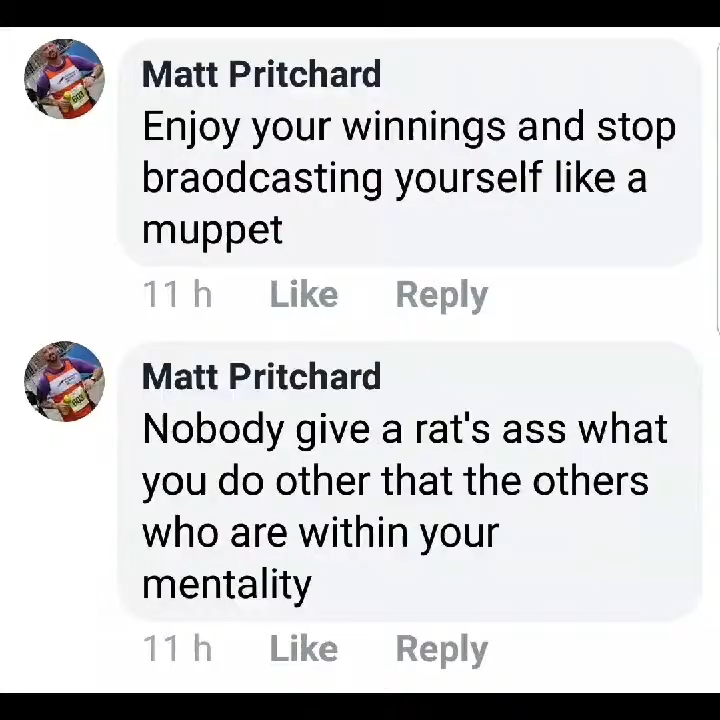 Matt Pritchard
Enjoy your winnings and stop
braodcasting yourself like a
muppet
11 h Like Reply
Matt Pritchard
Nobody give a rat's ass what
you do other that the others
who are within your
mentality
11 h Like Reply